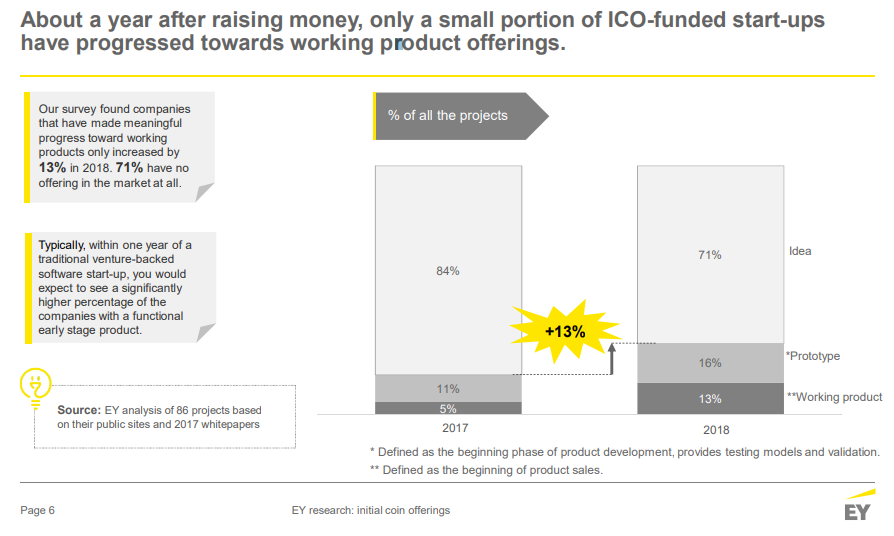 About a year after raising money, only a small portion of ICO-funded start-ups
have progressed towards working product offerings.
Our survey found companies
that have made meaningful
progress toward working
products only increased by
13% in 2018. 71% have no
offering in the market at all.
Typically, within one year of a
traditional venture-backed
software start-up, you would
expect to see a significantly
higher percentage of the
companies with a functional
early stage product.
Source: EY analysis of 86 projects based
on their public sites and 2017 whitepapers
% of all the projects
84%
11%
5%
2017
+13%
71%
16%
13%
2018
Idea
*Prototype
**Working product
* Defined as the beginning phase of product development, provides testing models and validation.
** Defined as the beginning of product sales.
Page 6
EY research: initial coin offerings
EY